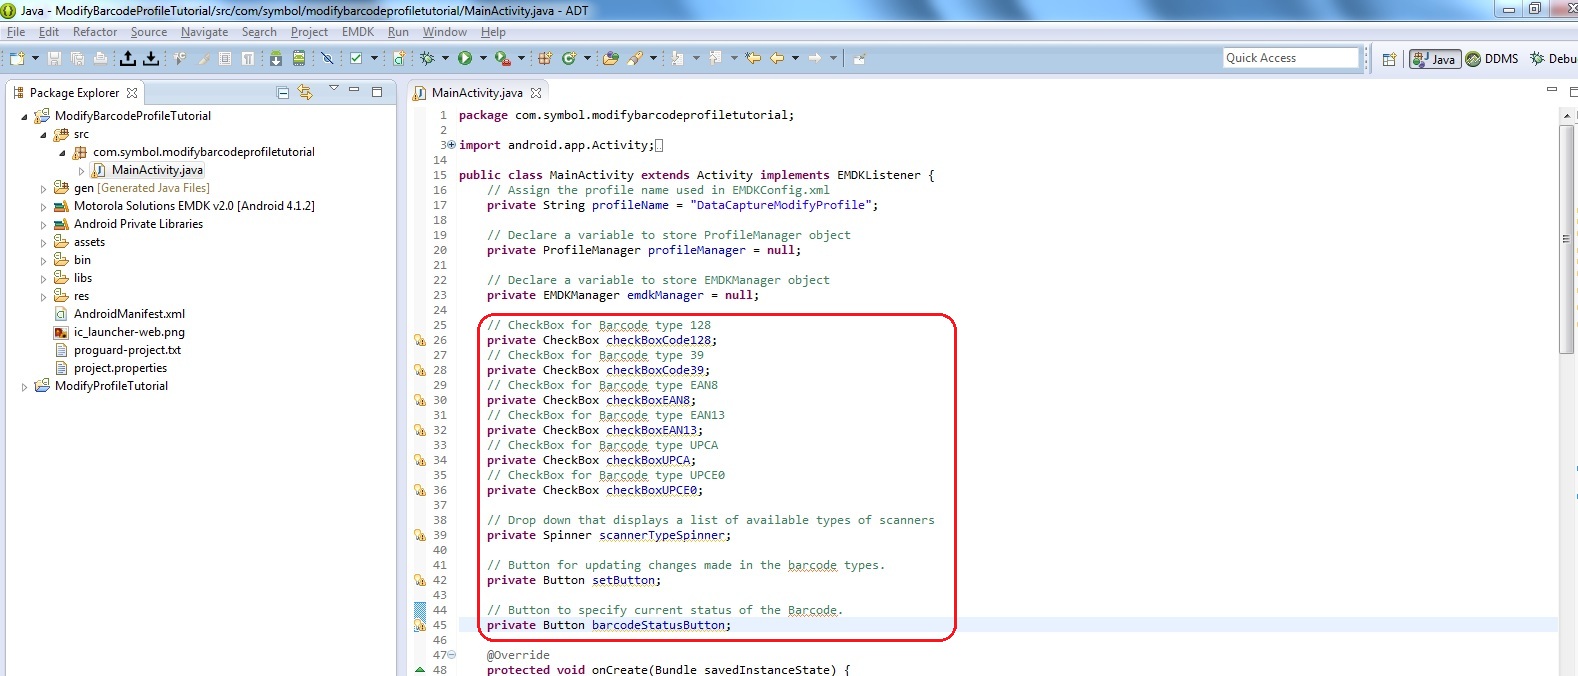 Java - ModifyBarcodeProfileTutorial/src/com/symbol/modifybarcodeprofiletutorial/MainActivity.java - ADT
File Edit Refactor Source Navigate Search Project EMDK Run Window Help
Quick Access Java DDMS Debu
Package Explorer
ModifyBarcodeProfileTutorial
src
com.symbol.modifybarcodeprofiletutorial
MainActivity.java
gen [Generated Java Files]
Motorola Solutions EMDK v2.0 [Android 4.1.2]
Android Private Libraries
assets
bin
libs
res
AndroidManifest.xml
ic_launcher-web.png
proguard-project.txt
project.properties
ModifyProfileTutorial
MainActivity.java
1 package com.symbol.modifybarcodeprofiletutorial;
2
3 import android.app.Activity;
14
15 public class MainActivity extends Activity implements EMDKListener {
16 // Assign the profile name used in EMDKConfig.xml
17 private String profileName = "DataCaptureModifyProfile";
18
19 // Declare a variable to store ProfileManager object
20 private ProfileManager profileManager = null;
21
22 // Declare a variable to store EMDKManager object
23 private EMDKManager emdkManager = null;
24
25 // CheckBox for Barcode type 128
26 private CheckBox checkBoxCode128;
27 // CheckBox for Barcode type 39
28 private CheckBox checkBoxCode39;
29 // CheckBox for Barcode type EAN8
30 private CheckBox checkBoxEAN8;
31 // CheckBox for Barcode type EAN13
32 private CheckBox checkBoxEAN13;
33 // CheckBox for Barcode type UPCA
34 private CheckBox checkBoxUPCA;
35 // CheckBox for Barcode type UPCE0
36 private CheckBox checkBoxUPCE0;
37
38 // Drop down that displays a list of available types of scanners
39 private Spinner scannerTypeSpinner;
40
41 // Button for updating changes made in the barcode types.
42 private Button setButton;
43
44 // Button to specify current status of the Barcode.
45 private Button barcodeStatusButton;
46
47 @Override
48 protected void onCreate(Bundle savedInstanceState) {